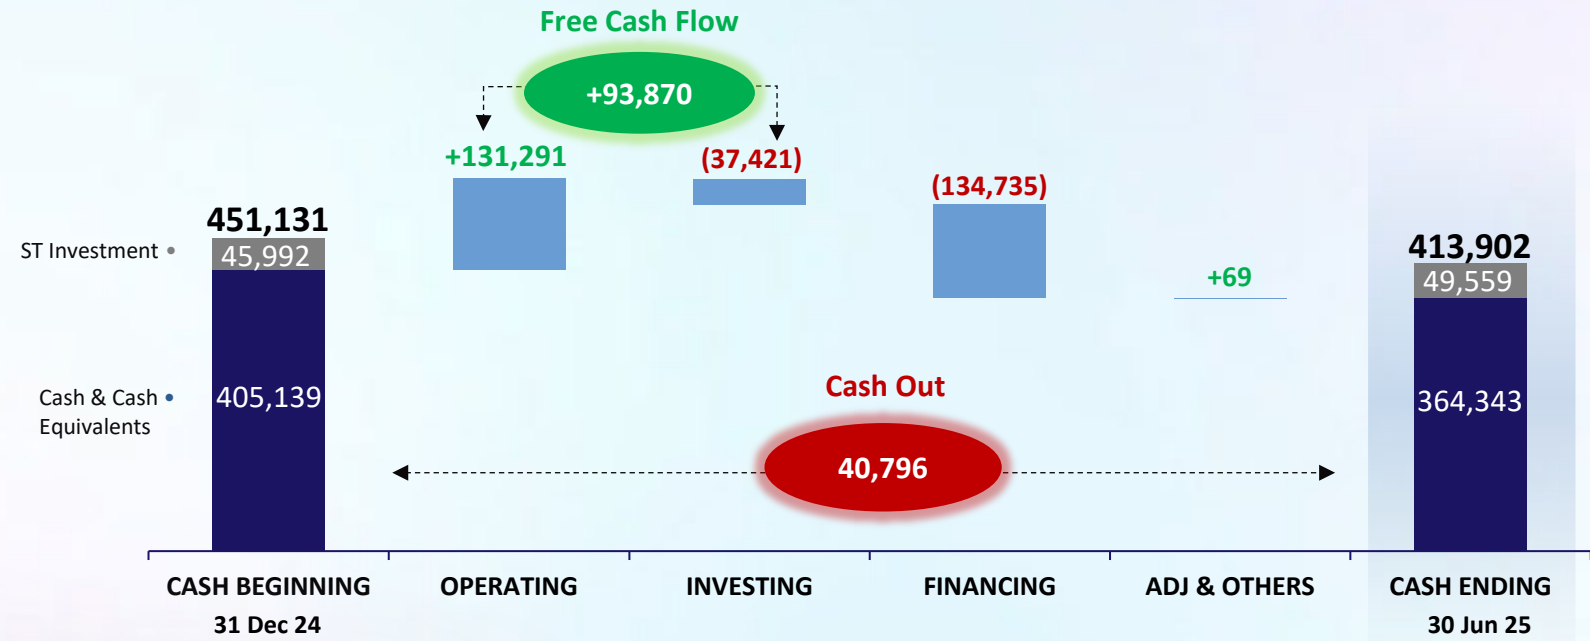 Free Cash Flow
+93,870
+131,291
(37,421)
(134,735)
+69
451,131
45,992
ST Investment •
405,139
Cash & Cash •
Equivalents
Cash Out
40,796
413,902
49,559
364,343
CASH BEGINNING
31 Dec 24
OPERATING
INVESTING
FINANCING
ADJ & OTHERS
CASH ENDING
30 Jun 25